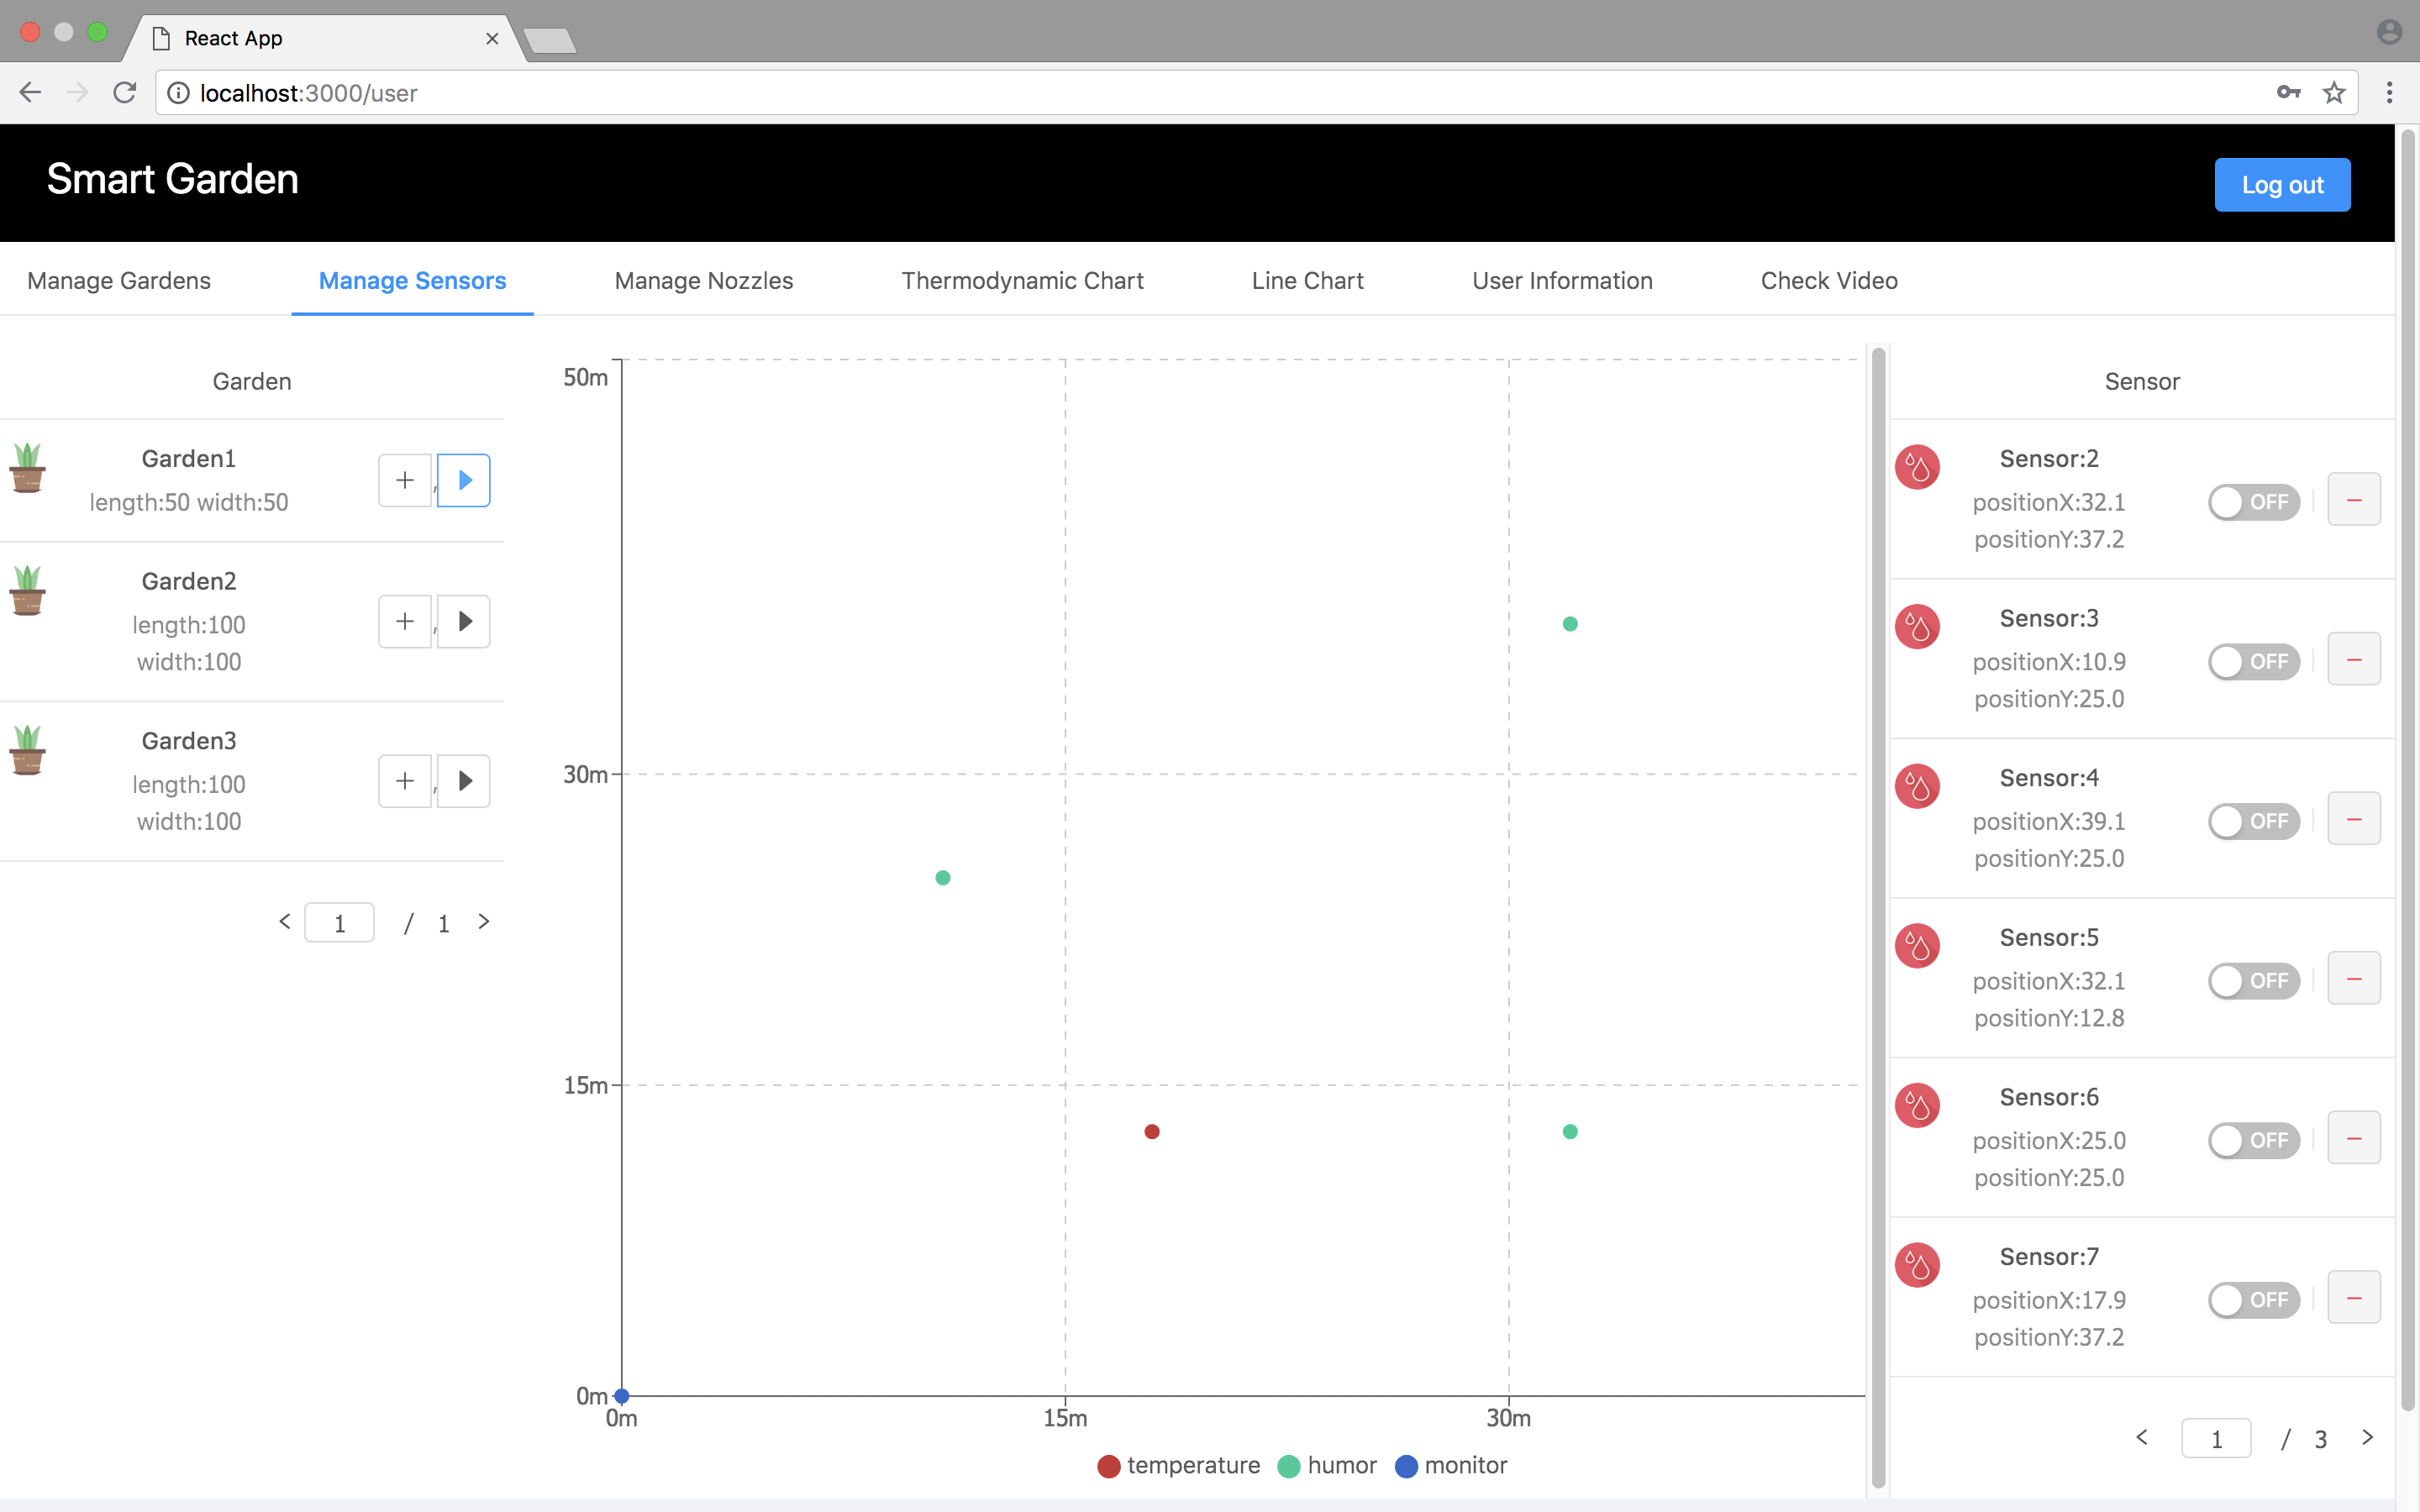 React App
localhost:3000/user
Smart Garden
Log out
Manage Gardens
Manage Sensors
Manage Nozzles
Thermodynamic Chart
Line Chart
User Information
Check Video
Garden
Garden1
length:50 width:50
+ ,
Garden2
length:100
width:100
+ ,
Garden3
length:100
width:100
+ ,
< 1 / 1 >
50m
30m
15m
0m
0m
15m
30m
temperature
humor
monitor
Sensor
Sensor:2
positionX:32.1
positionY:37.2
OFF
Sensor:3
positionX:10.9
positionY:25.0
OFF
Sensor:4
positionX:39.1
positionY:25.0
OFF
Sensor:5
positionX:32.1
positionY:12.8
OFF
Sensor:6
positionX:25.0
positionY:25.0
OFF
Sensor:7
positionX:17.9
positionY:37.2
OFF
< 1 / 3 >